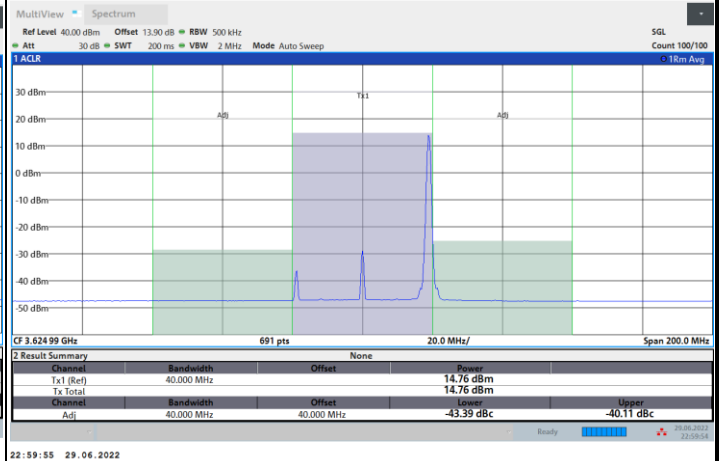 MultiView Spectrum
Ref Level 40.00 dBm Offset 13.90 dB RBW 500 kHz SGL
Att 30 dB SWT 200 ms VBW 2 MHz Mode Auto Sweep Count 100/100
1 ACLR 1Rm Avg
30 dBm
Tx1
20 dBm Adj Adj
10 dBm
0 dBm
-10 dBm
-20 dBm
-30 dBm
-40 dBm
-50 dBm
CF 3.624 99 GHz 691 pts 20.0 MHz/ Span 200.0 MHz
2 Result Summary None
Channel Bandwidth Offset Power
Tx1 (Ref) 40.000 MHz 14.76 dBm
Tx Total 14.76 dBm
Channel Bandwidth Offset Lower Upper
Adj 40.000 MHz 40.000 MHz -43.39 dBc -40.11 dBc
Ready 29.06.2022
22:59:54
22:59:55 29.06.2022